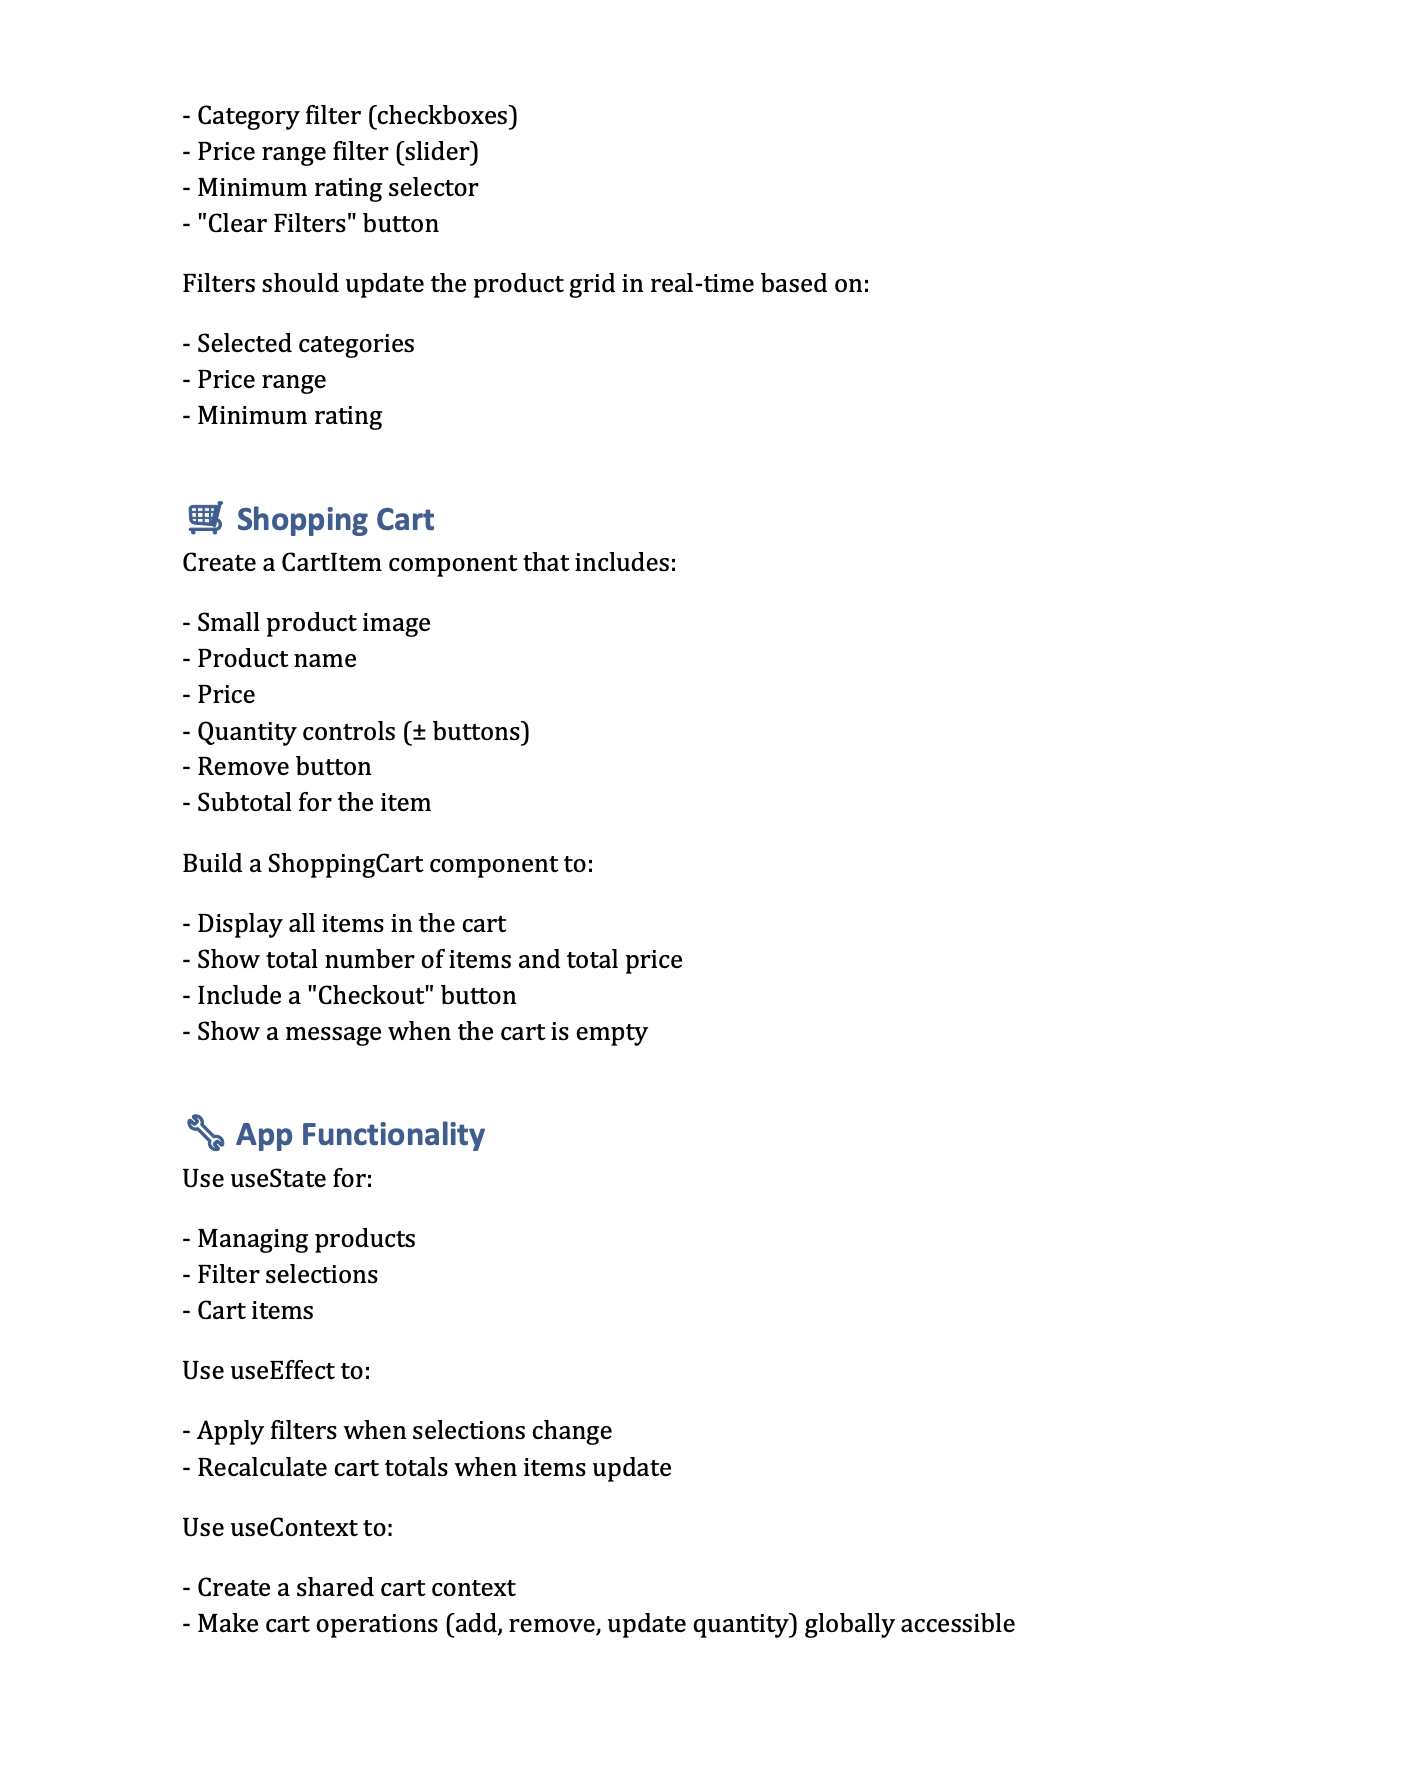 - Category filter (checkboxes)
- Price range filter (slider)
- Minimum rating selector
- "Clear Filters" button
Filters should update the product grid in real-time based on:
- Selected categories
- Price range
- Minimum rating
🛒 Shopping Cart
Create a CartItem component that includes:
- Small product image
- Product name
- Price
- Quantity controls (± buttons)
- Remove button
- Subtotal for the item
Build a ShoppingCart component to:
- Display all items in the cart
- Show total number of items and total price
- Include a "Checkout" button
- Show a message when the cart is empty
🔧 App Functionality
Use useState for:
- Managing products
- Filter selections
- Cart items
Use useEffect to:
- Apply filters when selections change
- Recalculate cart totals when items update
Use useContext to:
- Create a shared cart context
- Make cart operations (add, remove, update quantity) globally accessible